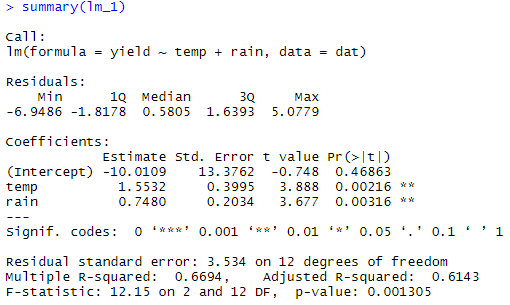 > summary(lm_1)
Call:
lm(formula = yield ~ temp + rain, data = dat)
Residuals:
    Min      1Q  Median      3Q     Max
-6.9486 -1.8178  0.5805  1.6393  5.0779
Coefficients:
            Estimate Std. Error t value Pr(>|t|)
(Intercept) -10.0109    13.3762  -0.748  0.46863
temp          1.5532     0.3995   3.888  0.00216 **
rain          0.7480     0.2034   3.677  0.00316 **
---
Signif. codes:  0 ‘***’ 0.001 ‘**’ 0.01 ‘*’ 0.05 ‘.’ 0.1 ‘ ’ 1
Residual standard error: 3.534 on 12 degrees of freedom
Multiple R-squared:  0.6694,    Adjusted R-squared:  0.6143
F-statistic: 12.15 on 2 and 12 DF,  p-value: 0.001305